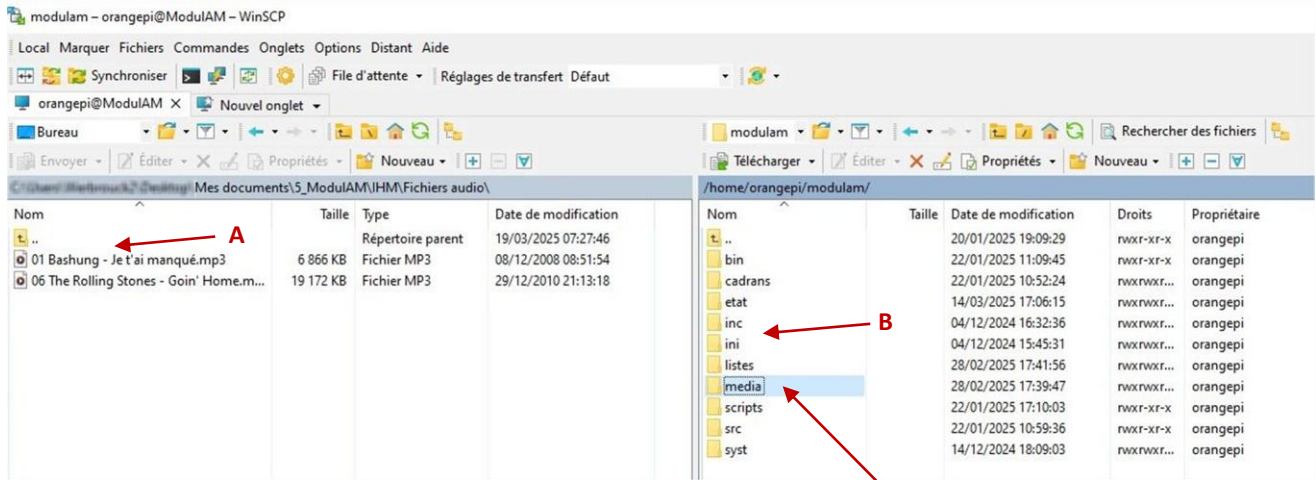 modulam – orangepi@ModulAM – WinSCP
Local Marquer Fichiers Commandes Onglets Options Distant Aide
Synchroniser File d'attente Réglages de transfert Défaut
orangepi@ModulAM X Nouvel onglet
Bureau
Envoyer Éditer Propriétés Nouveau
Mes documents\5_ModulAM\IHM\Fichiers audio\
Nom Taille Type Date de modification
.. Répertoire parent 19/03/2025 07:27:46
A
01 Bashung - Je t'ai manqué.mp3 6 866 KB Fichier MP3 08/12/2008 08:51:54
06 The Rolling Stones - Goin' Home.m... 19 172 KB Fichier MP3 29/12/2010 21:13:18
modulam Rechercher des fichiers
Télécharger Éditer Propriétés Nouveau
/home/orangepi/modulam/
Nom Taille Date de modification Droits Propriétaire
.. 20/01/2025 19:09:29 rwxr-xr-x orangepi
bin 22/01/2025 11:09:45 rwxr-xr-x orangepi
cadrans 22/01/2025 10:52:24 rwxrwxr... orangepi
etat 14/03/2025 17:06:15 rwxrwxr... orangepi
inc 04/12/2024 16:32:36 rwxrwxr... orangepi
B
ini 04/12/2024 15:45:31 rwxrwxr... orangepi
listes 28/02/2025 17:41:56 rwxrwxr... orangepi
media 28/02/2025 17:39:47 rwxrwxr... orangepi
scripts 22/01/2025 17:10:03 rwxr-xr-x orangepi
src 22/01/2025 10:59:36 rwxr-xr-x orangepi
syst 14/12/2024 18:09:03 rwxrwxr... orangepi